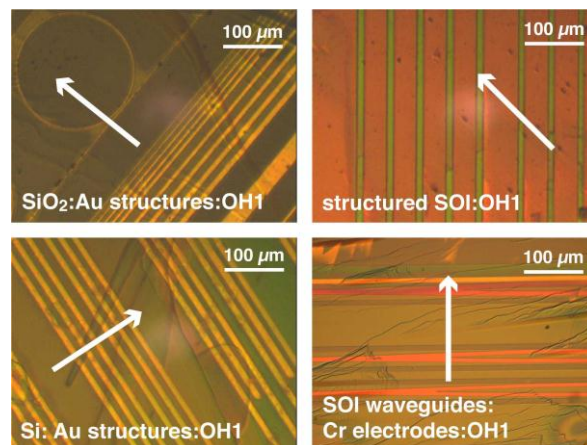 100 µm
SiO₂:Au structures:OH1
100 µm
structured SOI:OH1
100 µm
Si: Au structures:OH1
100 µm
SOI waveguides:
Cr electrodes:OH1